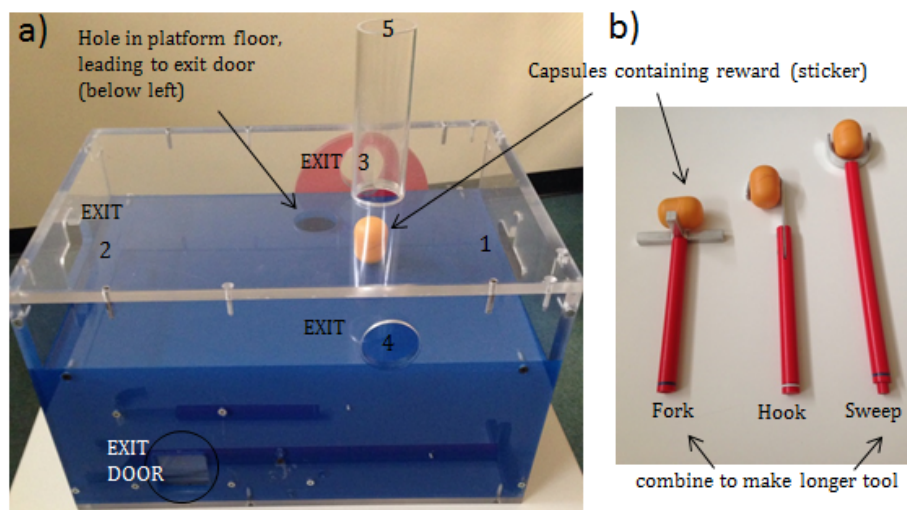 a)
Hole in platform floor,
leading to exit door
(below left)
5
b)
Capsules containing reward (sticker)
EXIT 3
EXIT
2
1
EXIT
4
EXIT
DOOR
Fork
Hook
Sweep
combine to make longer tool